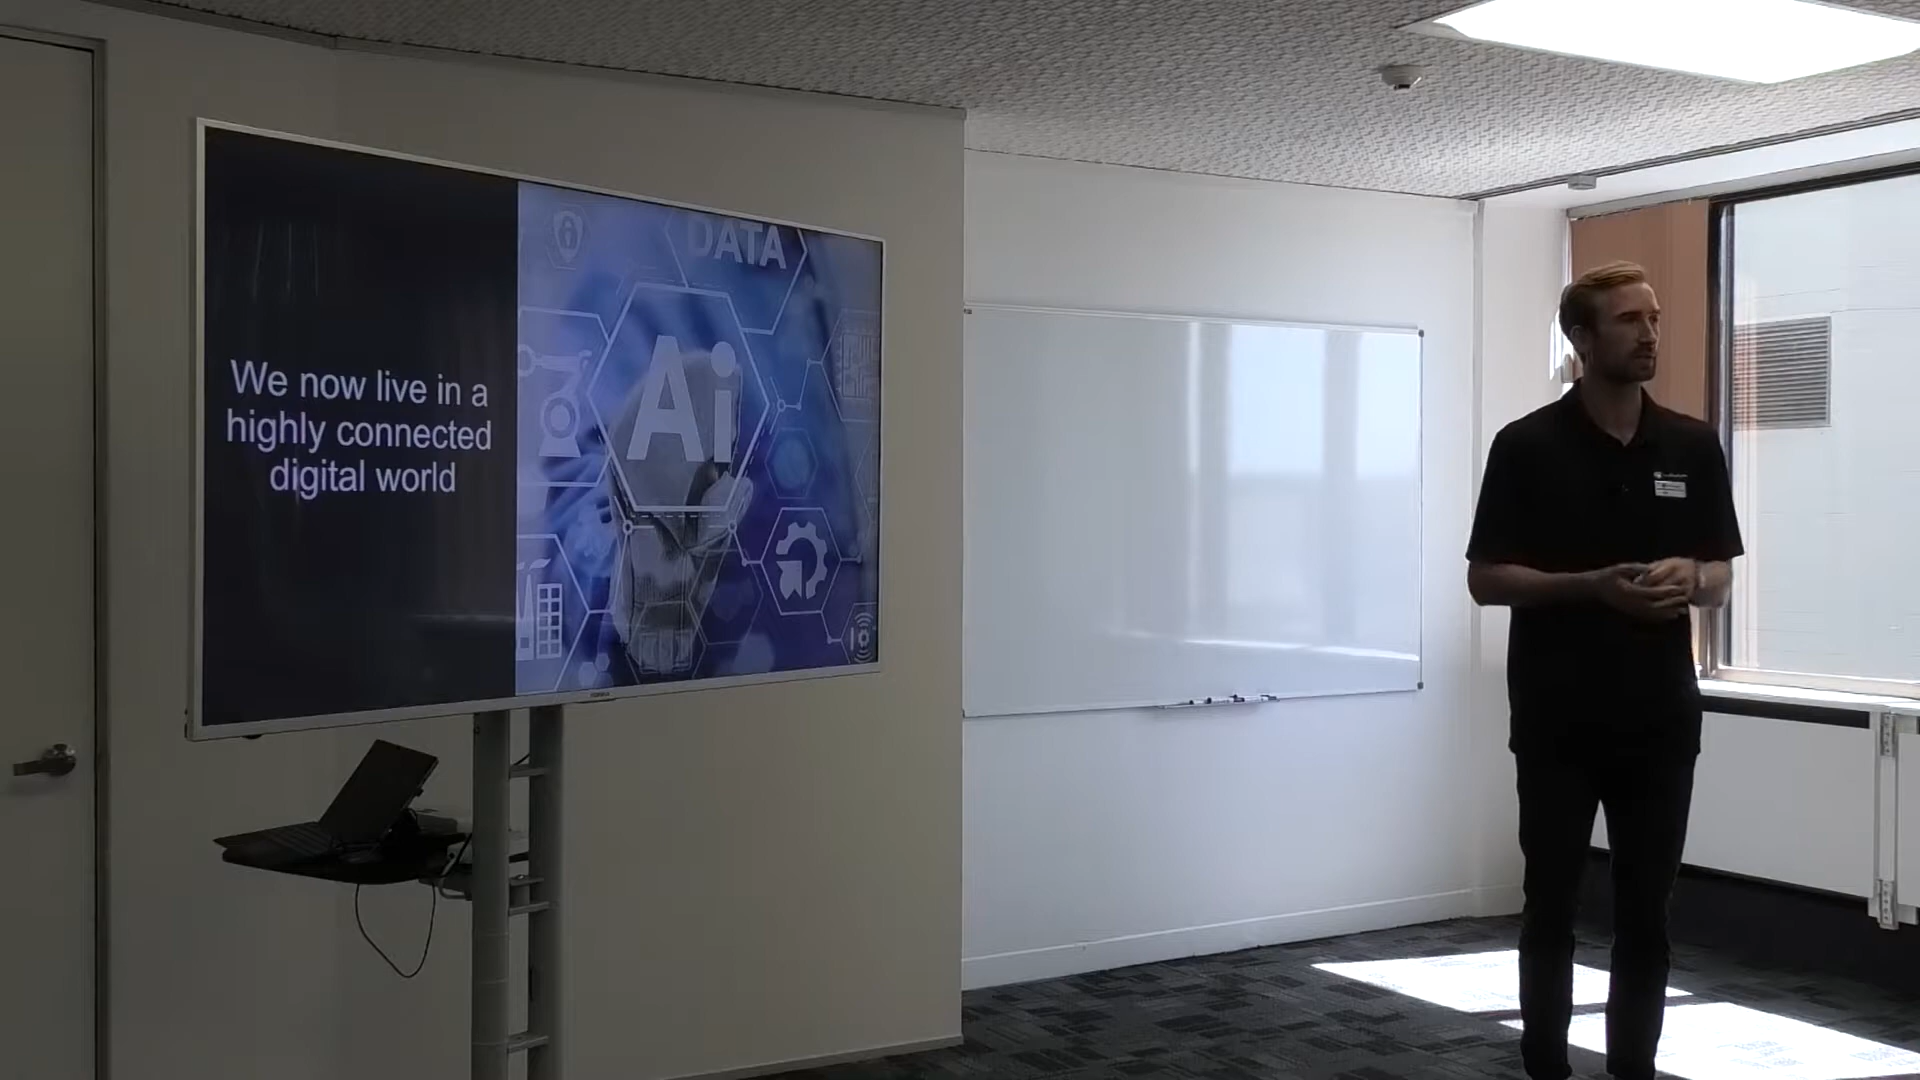 We now live in a
highly connected
digital world
DATA
Ai